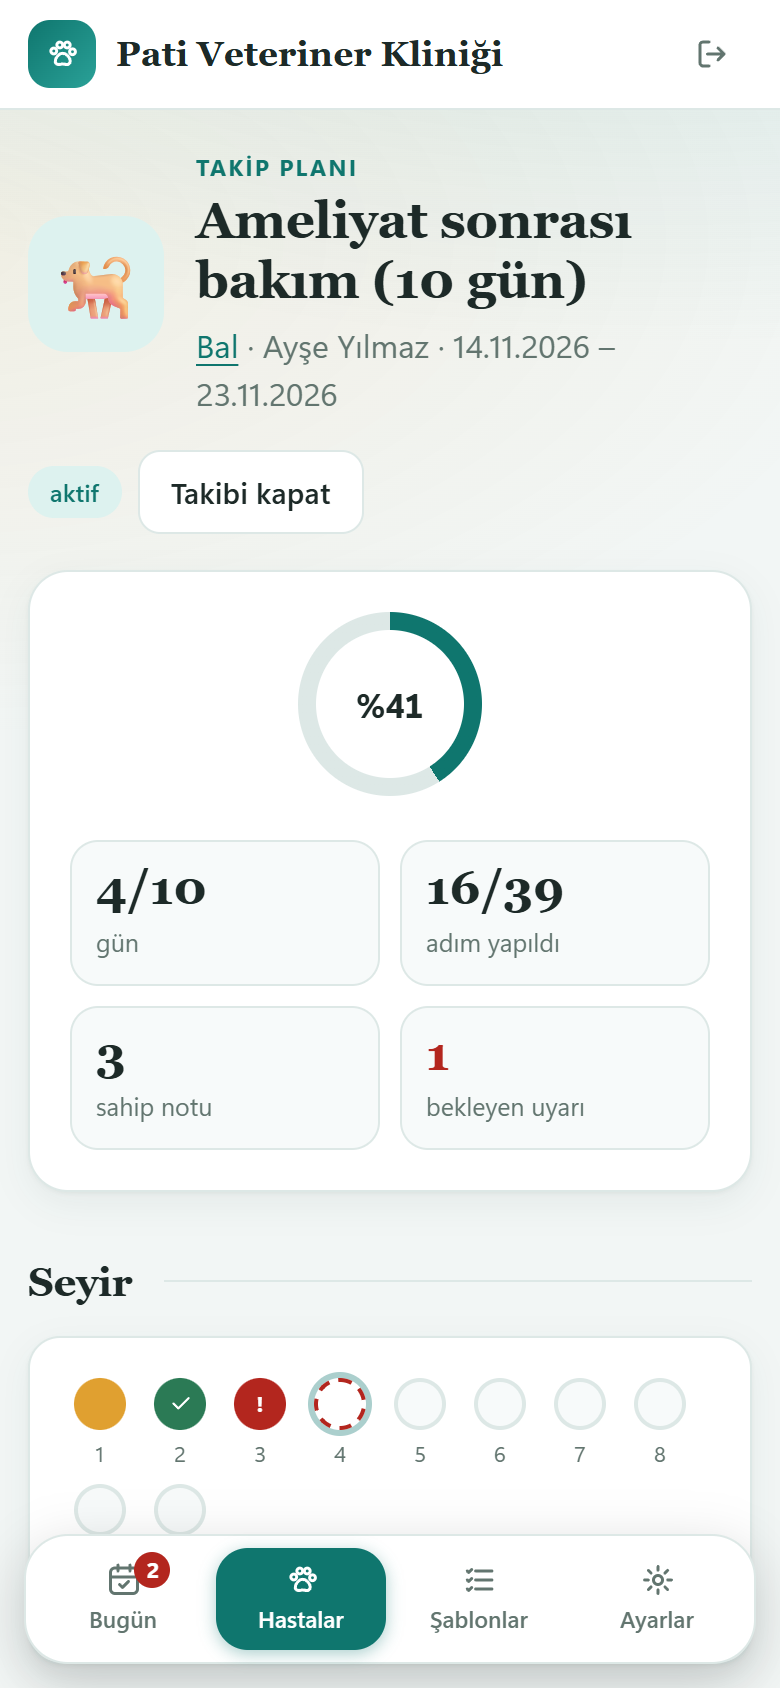 Pati Veteriner Kliniği
TAKİP PLANI
Ameliyat sonrası
bakım (10 gün)
Bal · Ayşe Yılmaz · 14.11.2026 –
23.11.2026
aktif
Takibi kapat
%41
4/10
gün
16/39
adım yapıldı
3
sahip notu
1
bekleyen uyarı
Seyir
!
1 2 3 4 5 6 7 8
2
Bugün
Hastalar
Şablonlar
Ayarlar